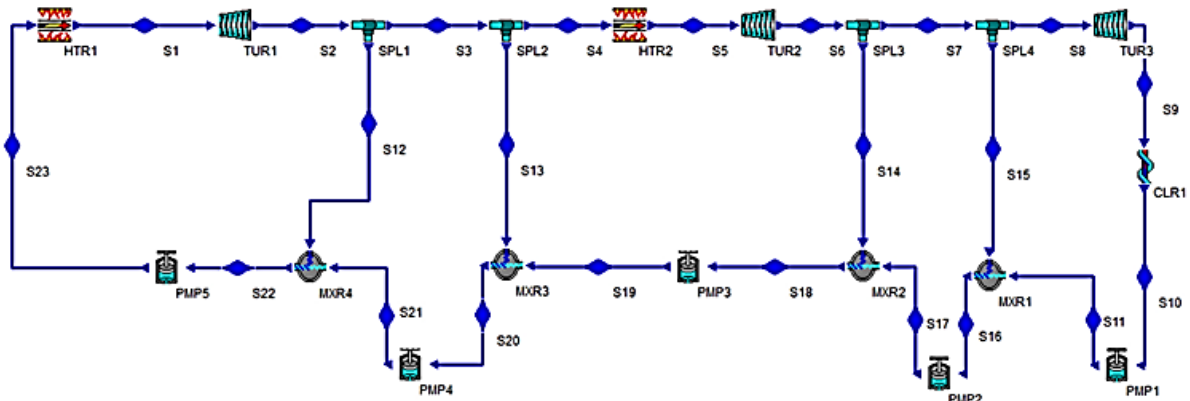 HTR1 S1 TUR1 S2 SPL1 S3 SPL2 S4 HTR2 S5 TUR2 S6 SPL3 S7 SPL4 S8 TUR3
S9
S12
S23 S13 S14 S15
CLR1
PMP5 S22 MXR4 MXR3 S19 PMP3 S18 MXR2 MXR1 S10
S21 S20 S17 S16 S11
PMP4 PMP2 PMP1